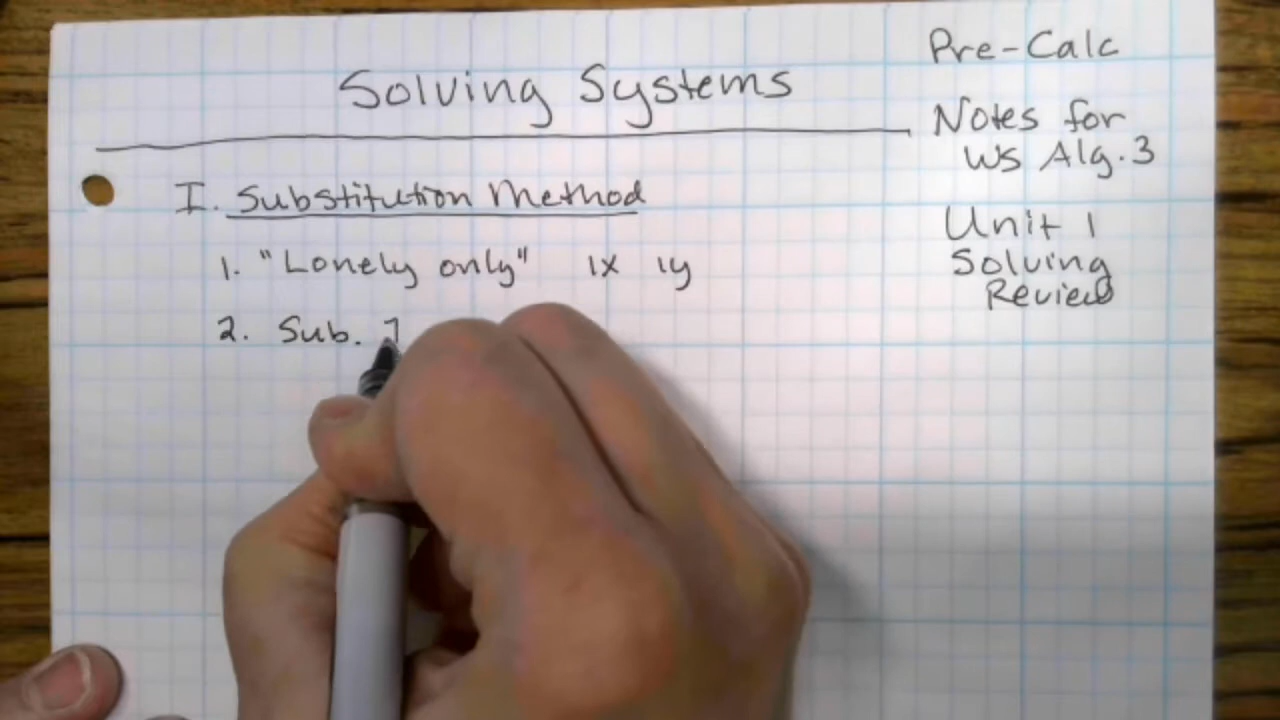 Solving Systems
Pre-Calc
Notes for
WS Alg. 3
Unit 1
Solving
Review
I. Substitution Method
1. "Lonely only" 1x 1y
2. Sub.